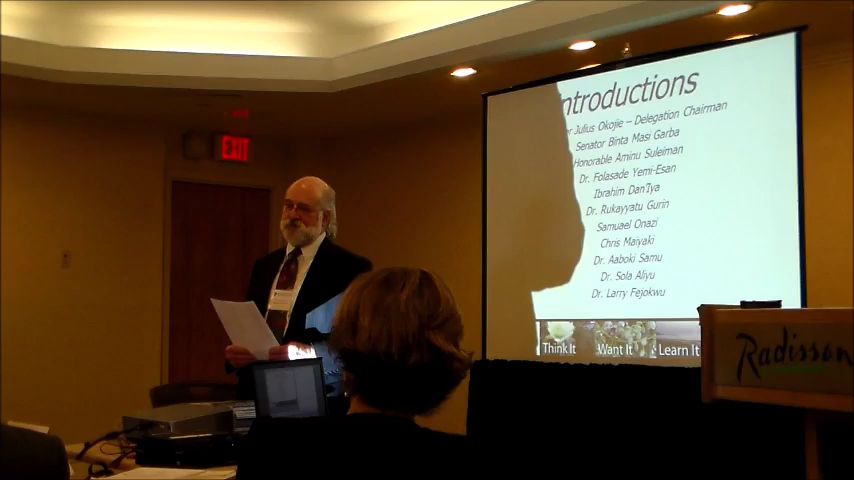 EXIT
ntroductions
r Julius Okojie – Delegation Chairman
Senator Binta Masi Garba
Honorable Aminu Suleiman
Dr. Folasade Yemi-Esan
Ibrahim Dan'Iya
Dr. Rukayyatu Gurin
Samuael Onazi
Chris Maiyaki
Dr. Aaboki Samu
Dr. Sola Aliyu
Dr. Larry Fejokwu
Think It
Want It
Learn It
Radisson